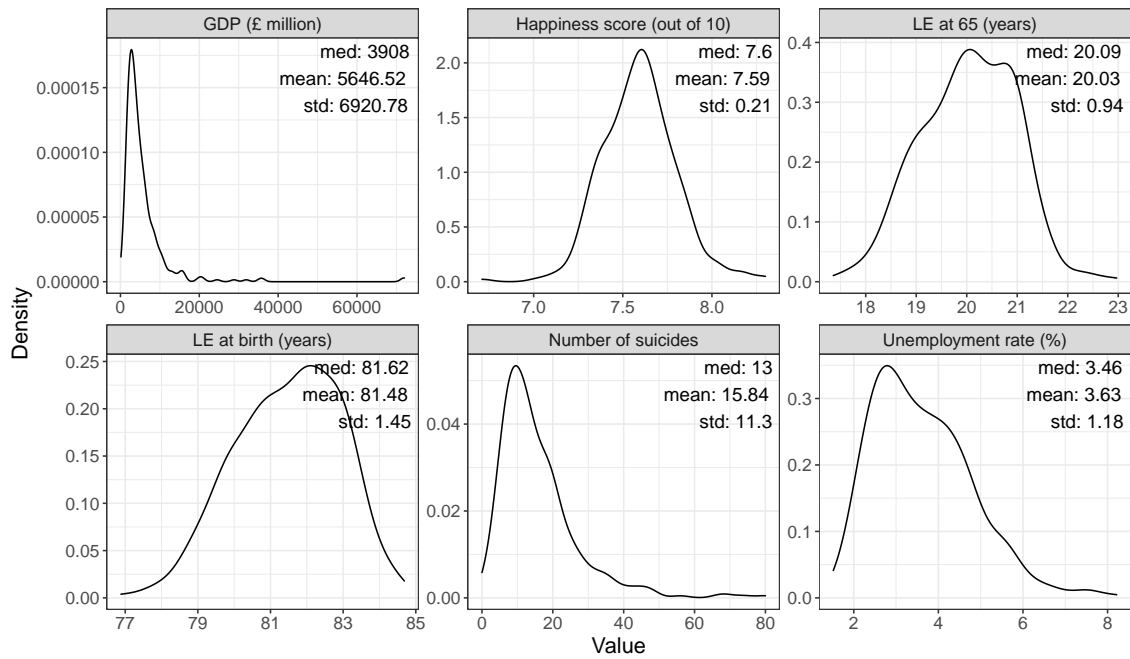 GDP (£ million)
med: 3908
mean: 5646.52
std: 6920.78
0.00015
0.00010
0.00005
0.00000
0
20000
40000
60000
Happiness score (out of 10)
med: 7.6
mean: 7.59
std: 0.21
2.0
1.5
1.0
0.5
0.0
7.0
7.5
8.0
LE at 65 (years)
med: 20.09
mean: 20.03
std: 0.94
0.4
0.3
0.2
0.1
0.0
18
19
20
21
22
23
Density
LE at birth (years)
med: 81.62
mean: 81.48
std: 1.45
0.25
0.20
0.15
0.10
0.05
0.00
77
79
81
83
85
Number of suicides
med: 13
mean: 15.84
std: 11.3
0.04
0.02
0.00
0
20
40
60
80
Unemployment rate (%)
med: 3.46
mean: 3.63
std: 1.18
0.3
0.2
0.1
0.0
2
4
6
8
Value